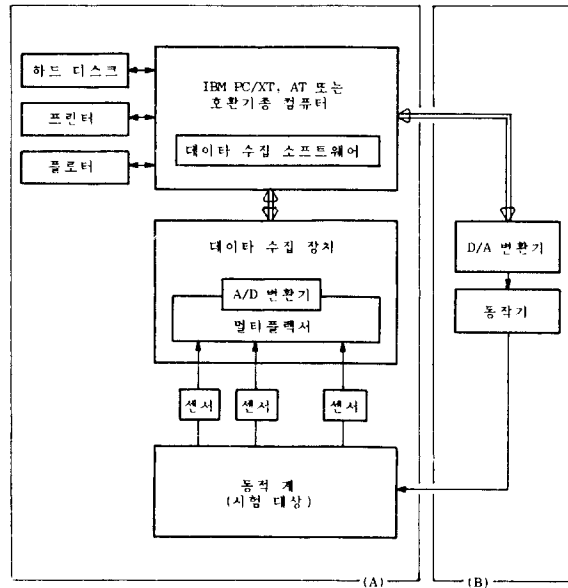 하드 디스크
프린터
플로터
IBM PC/XT, AT 또는
호환기종 컴퓨터
데이타 수집 소프트웨어
데이타 수집 장치
A/D 변환기
멀티플랙서
센서
센서
센서
동적 계
(시험 대상)
(A)
D/A 변환기
동작기
(B)